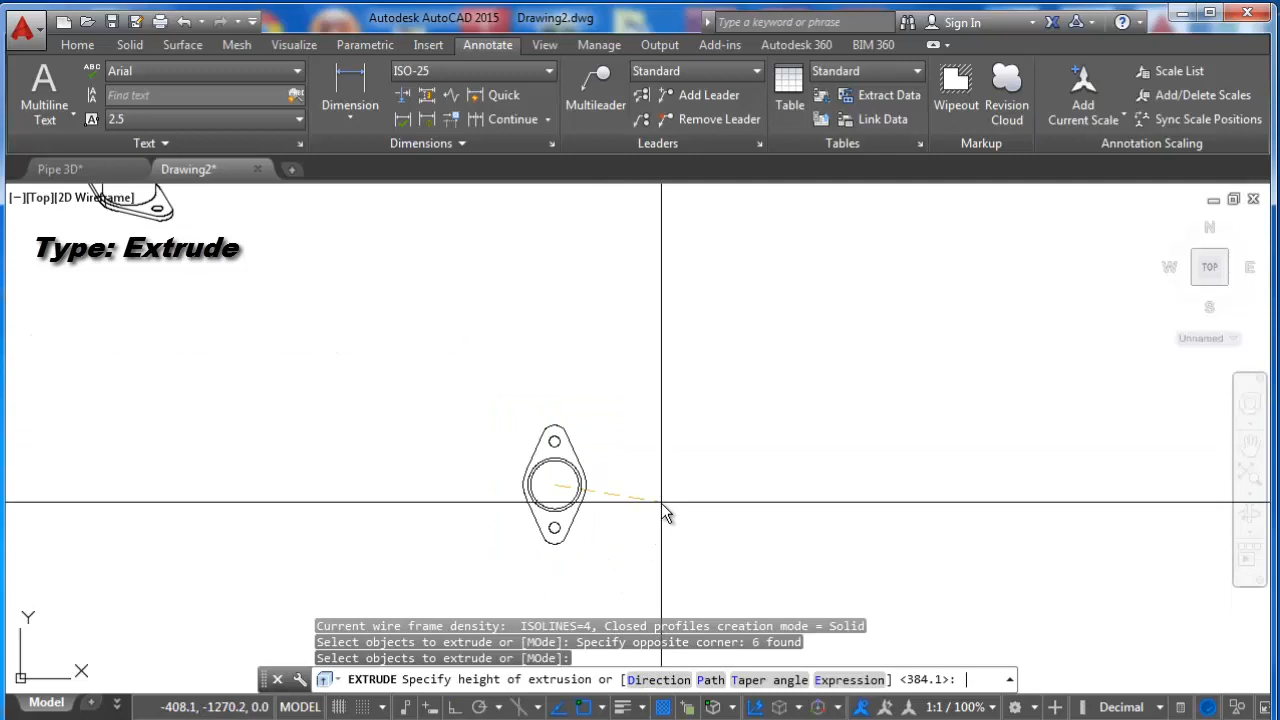 Autodesk AutoCAD 2015 Drawing2.dwg
Type a keyword or phrase
Sign In
Home Solid Surface Mesh Visualize Parametric Insert Annotate View Manage Output Add-ins Autodesk 360 BIM 360
A Multiline Text
ABC Arial
Find text
2.5
Dimension
ISO-25
Quick
Continue
Multileader
Standard
Add Leader
Remove Leader
Table
Standard
Extract Data
Link Data
Wipeout
Revision Cloud
Add Current Scale
Scale List
Add/Delete Scales
Sync Scale Positions
Text Dimensions Leaders Tables Markup Annotation Scaling
Pipe 3D* Drawing2*
[−][Top][2D Wireframe]
Type: Extrude
N
W TOP E
S
Unnamed
Y
X
Current wire frame density: ISOLINES=4, Closed profiles creation mode = Solid
Select objects to extrude or [MOde]: Specify opposite corner: 6 found
Select objects to extrude or [MOde]:
EXTRUDE Specify height of extrusion or [Direction Path Taper angle Expression] <384.1>:
Model -408.1, -1270.2, 0.0 MODEL 1:1 / 100% Decimal